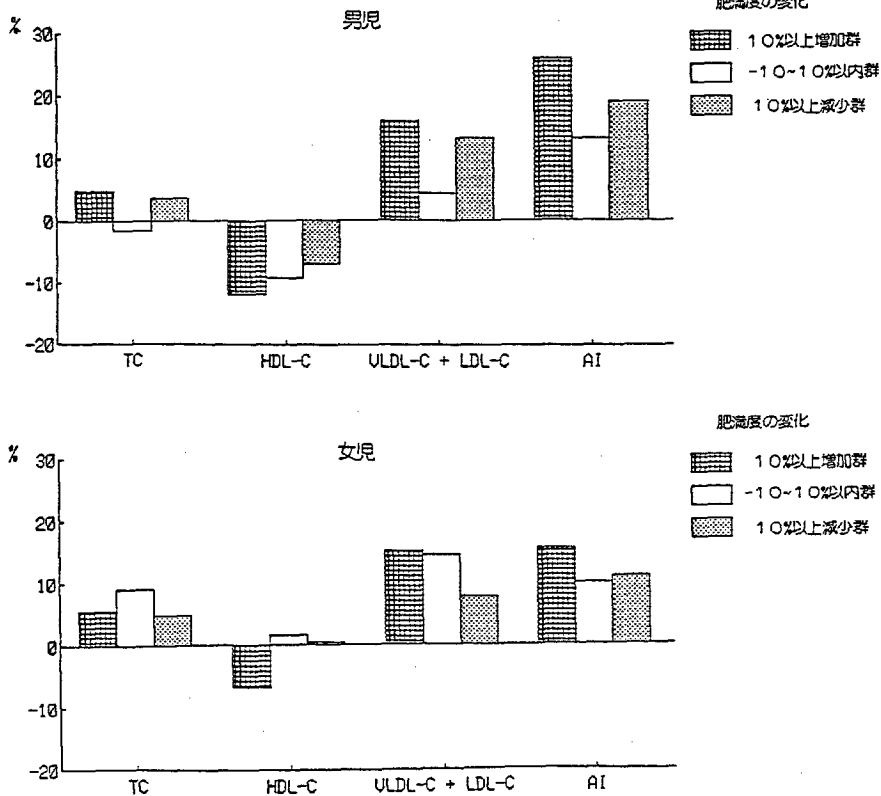 肥満度の変化
%
男児
30
20
10
0
-10
-20
10%以上増加群
-10~10%以内群
10%以上減少群
TC
HDL-C
VLDL-C + LDL-C
AI
肥満度の変化
%
女児
30
20
10
0
-10
-20
10%以上増加群
-10~10%以内群
10%以上減少群
TC
HDL-C
VLDL-C + LDL-C
AI